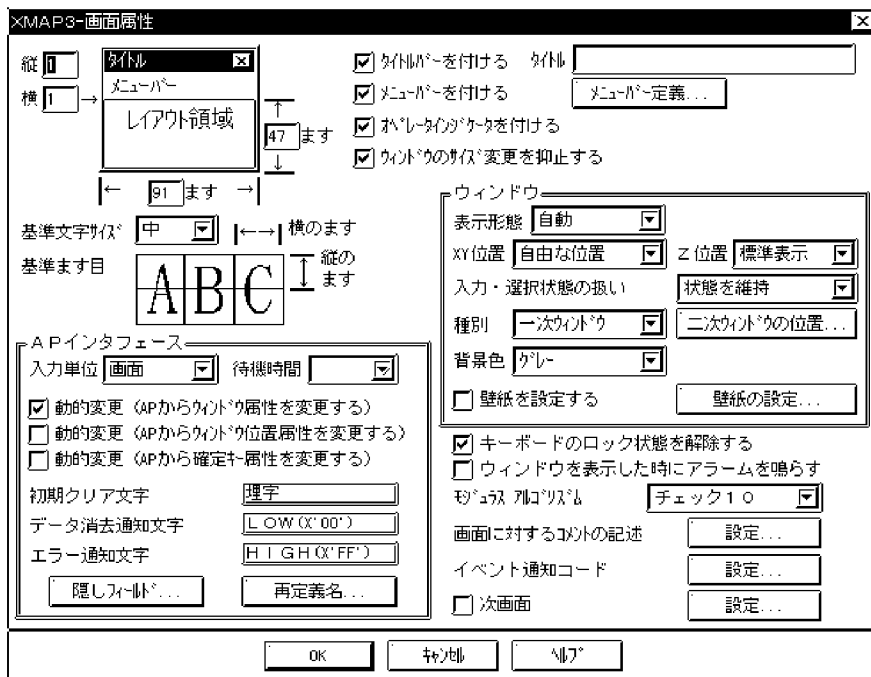 XMAP3-画面属性
縦 1
横 1 →
ﾀｲﾄﾙ
ﾒﾆｭｰﾊﾞｰ
レイアウト領域
↑
47 ます
↓
← 91 ます →
ﾀｲﾄﾙﾊﾞｰを付ける ﾀｲﾄﾙ
ﾒﾆｭｰﾊﾞｰを付ける ﾒﾆｭｰﾊﾞｰ定義...
ｵﾍﾟﾚｰﾀｲﾝｼﾞｹｰﾀを付ける
ｳｨﾝﾄﾞｳのｻｲｽﾞ変更を抑止する
基準文字ｻｲｽﾞ 中 |←→| 横のます
基準ます目 ABC 縦の
ます
APインタフェース
入力単位 画面 待機時間
動的変更（APからｳｨﾝﾄﾞｳ属性を変更する）
動的変更（APからｳｨﾝﾄﾞｳ位置属性を変更する）
動的変更（APから確定ｷｰ属性を変更する）
初期クリア文字 埋字
データ消去通知文字 ＬＯＷ(X'00')
エラー通知文字 ＨＩＧＨ(X'FF')
隠しﾌｨｰﾙﾄﾞ... 再定義名...
ウィンドウ
表示形態 自動
XY位置 自由な位置 Z位置 標準表示
入力・選択状態の扱い 状態を維持
種別 一次ｳｨﾝﾄﾞｳ 二次ｳｨﾝﾄﾞｳの位置...
背景色 ｸﾞﾚｰ
壁紙を設定する 壁紙の設定...
キーボードのロック状態を解除する
ウィンドウを表示した時にアラームを鳴らす
ﾓｼﾞｭﾗｽ ｱﾙｺﾞﾘｽﾞﾑ チェック１０
画面に対するｺﾒﾝﾄの記述 設定...
イベント通知コード 設定...
次画面 設定...
OK ｷｬﾝｾﾙ ﾍﾙﾌﾟ